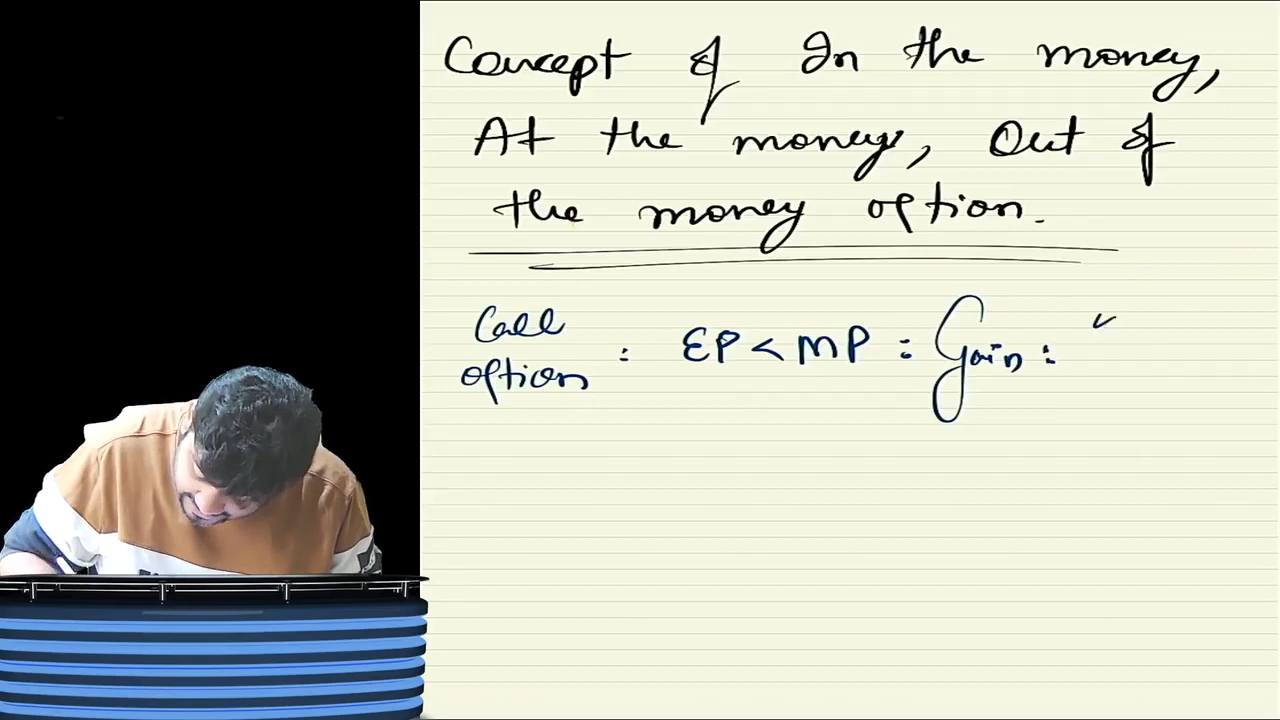 Concept of In the money,
At the money, Out of
the money option.
Call
option : EP < MP : Gain :